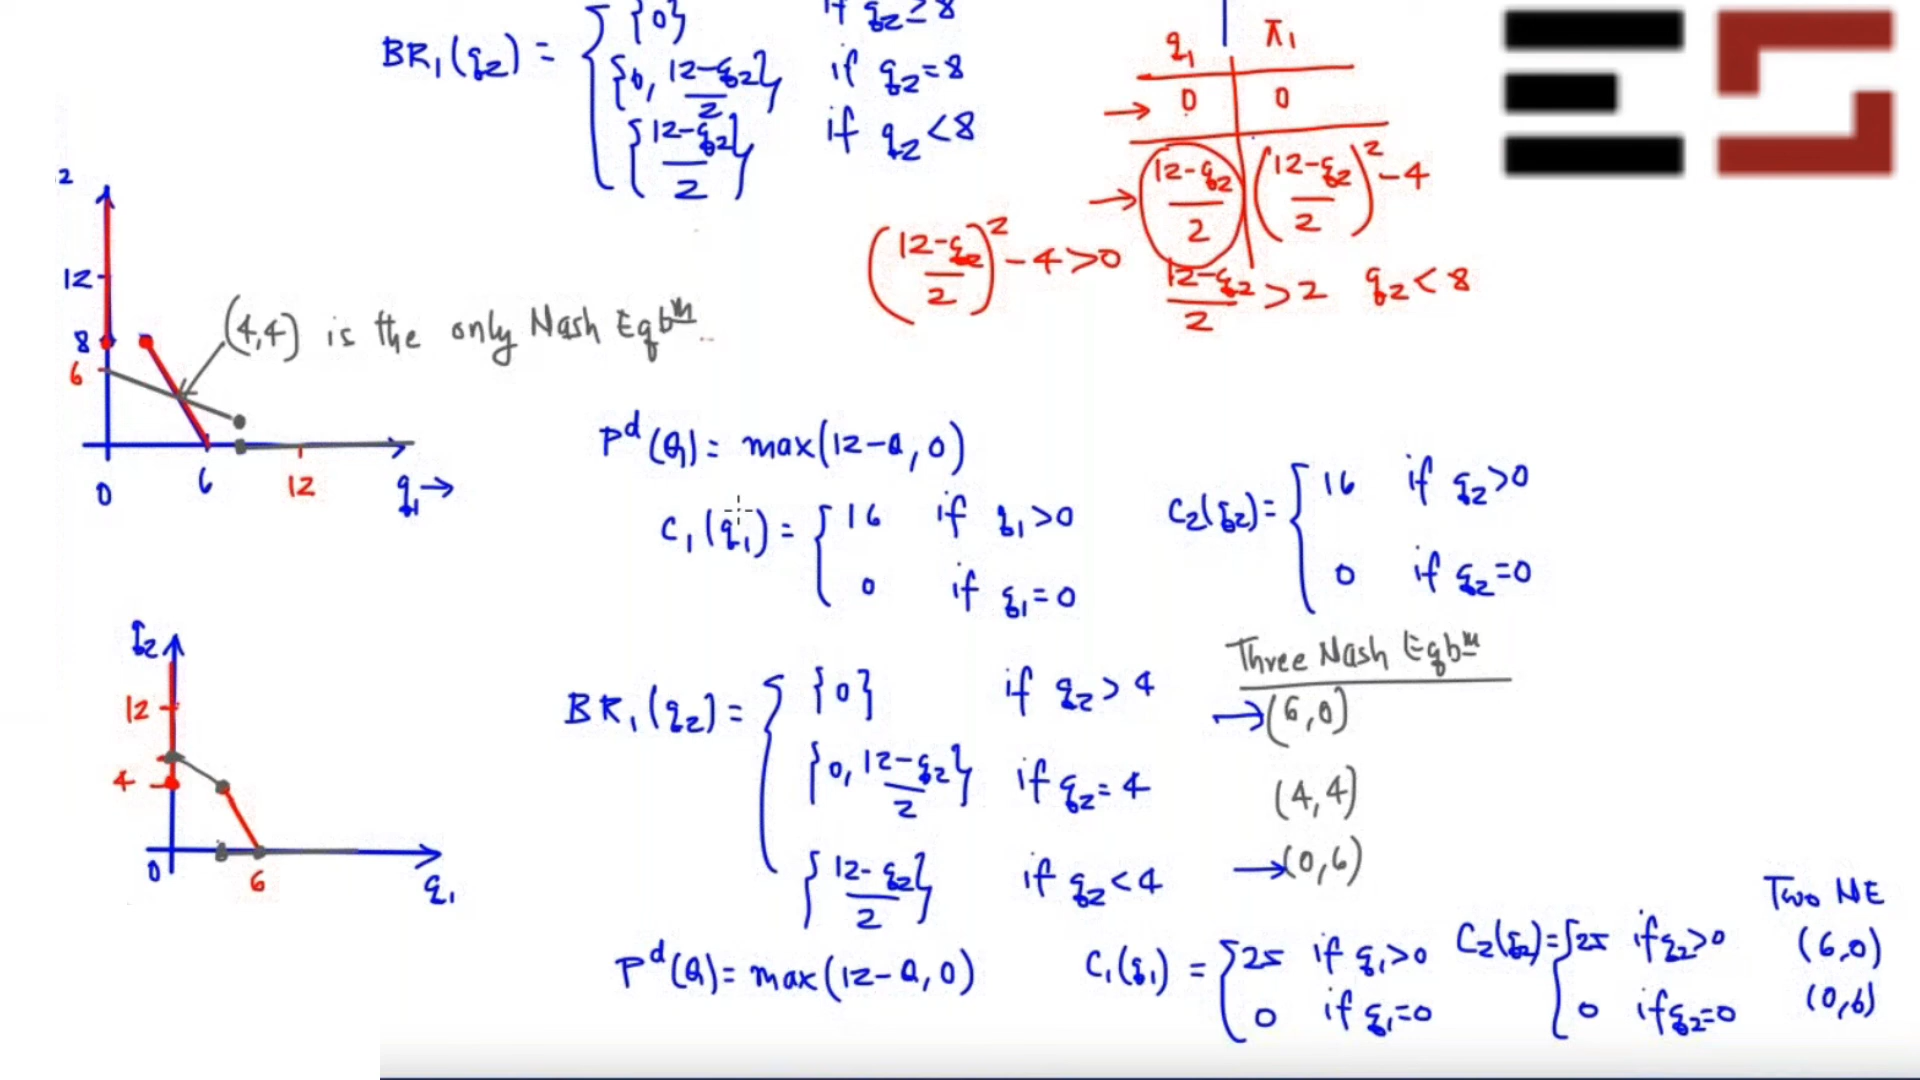 BR₁(q₂) = { {0} if q₂≥8
{0, (12-q₂)/2} if q₂=8
{(12-q₂)/2} if q₂<8
q₁ π₁
→ 0 0
→ (12-q₂)/2 ((12-q₂)/2)²-4
((12-q₂)/2)²-4>0 (12-q₂)/2>2 q₂<8
ES
2
12
8
6
0 6 12 q₁→
(4,4) is the only Nash Eqbᵐ
Pᵈ(Q)= max(12-Q,0)
C₁(q₁)= { 16 if q₁>0
0 if q₁=0
C₂(q₂)= { 16 if q₂>0
0 if q₂=0
q₂
12
4
0 6 q₁
BR₁(q₂)= { {0} if q₂>4
{0, (12-q₂)/2} if q₂=4
{(12-q₂)/2} if q₂<4
Three Nash Eqbᵐ
→(6,0)
(4,4)
→(0,6)
Pᵈ(Q)= max(12-Q,0)
C₁(q₁) = { 25 if q₁>0
0 if q₁=0
C₂(q₂)= { 25 if q₂>0
0 if q₂=0
Two NE
(6,0)
(0,6)